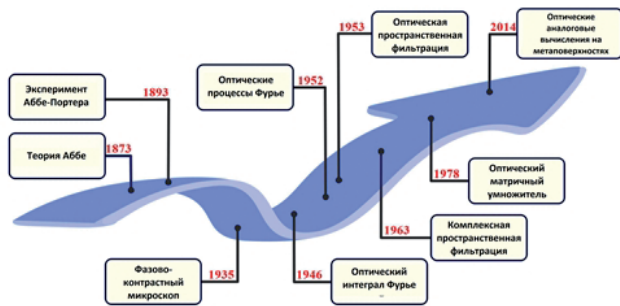 1953
Оптическая
пространственная
фильтрация
2014
Оптические
аналоговые
вычисления на
метаповерхностях
Эксперимент
Аббе-Портера
1893
Оптические
процессы Фурье
1952
Теория Аббе
1873
1978
Оптический
матричный
умножитель
1963
Комплексная
пространственная
фильтрация
Фазово-
контрастный
микроскоп
1935
1946
Оптический
интеграл Фурье